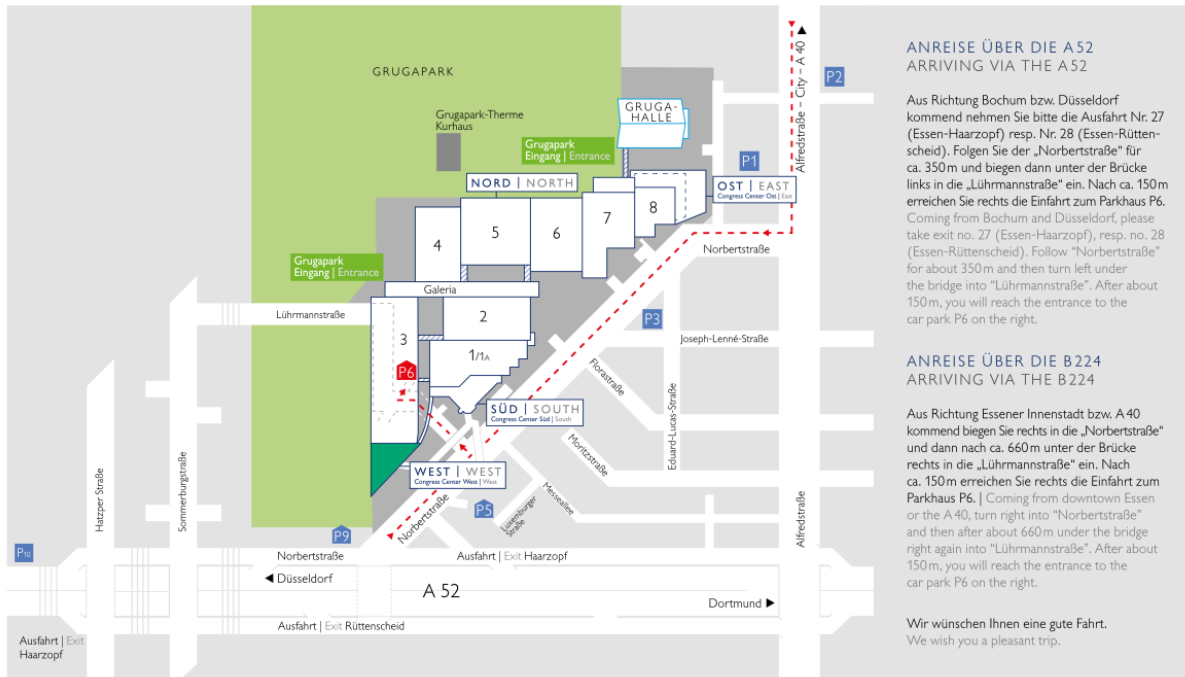 GRUGAPARK
Grugapark-Therme
Kurhaus
GRUGA-
HALLE
Grugapark
Eingang | Entrance
NORD | NORTH
OST | EAST
Congress Center Ost | East
P1
P2
Alfredstraße – City – A 40
4
5
6
7
8
Norbertstraße
Grugapark
Eingang | Entrance
Galeria
Lührmannstraße
3
2
1/1A
P3
Joseph-Lenné-Straße
P6
Florastraße
Eduard-Lucas-Straße
SÜD | SOUTH
Congress Center Süd | South
Moritzstraße
WEST | WEST
Congress Center West | West
Messeallee
Luxemburger
Straße
P5
Norbertstraße
Hatzper Straße
Sommerburgstraße
Alfredstraße
P9
P10
Norbertstraße
Ausfahrt | Exit Haarzopf
◄ Düsseldorf
A 52
Dortmund ►
Ausfahrt | Exit Rüttenscheid
Ausfahrt | Exit
Haarzopf
ANREISE ÜBER DIE A52
ARRIVING VIA THE A52
Aus Richtung Bochum bzw. Düsseldorf
kommend nehmen Sie bitte die Ausfahrt Nr. 27
(Essen-Haarzopf) resp. Nr. 28 (Essen-Rütten-
scheid). Folgen Sie der „Norbertstraße“ für
ca. 350 m und biegen dann unter der Brücke
links in die „Lührmannstraße“ ein. Nach ca. 150 m
erreichen Sie rechts die Einfahrt zum Parkhaus P6.
Coming from Bochum and Düsseldorf, please
take exit no. 27 (Essen-Haarzopf), resp. no. 28
(Essen-Rüttenscheid). Follow “Norbertstraße”
for about 350 m and then turn left under
the bridge into “Lührmannstraße”. After about
150 m, you will reach the entrance to the
car park P6 on the right.
ANREISE ÜBER DIE B224
ARRIVING VIA THE B224
Aus Richtung Essener Innenstadt bzw. A 40
kommend biegen Sie rechts in die „Norbertstraße“
und dann nach ca. 660 m unter der Brücke
rechts in die „Lührmannstraße“ ein. Nach
ca. 150 m erreichen Sie rechts die Einfahrt zum
Parkhaus P6. | Coming from downtown Essen
or the A 40, turn right into “Norbertstraße”
and then after about 660 m under the bridge
right again into “Lührmannstraße”. After about
150 m, you will reach the entrance to the
car park P6 on the right.
Wir wünschen Ihnen eine gute Fahrt.
We wish you a pleasant trip.